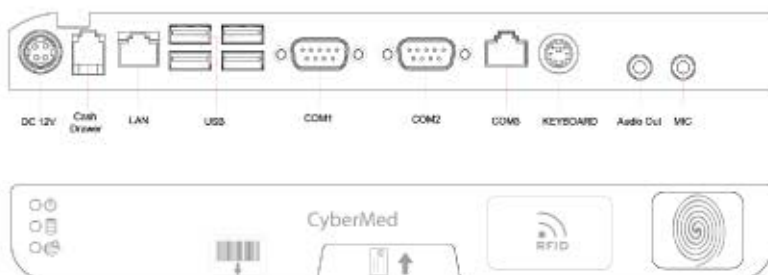 DC 12V
Cash
Drawer
LAN
USB
COM1
COM2
COM3
KEYBOARD
Audio Out
MIC
CyberMed
RFID